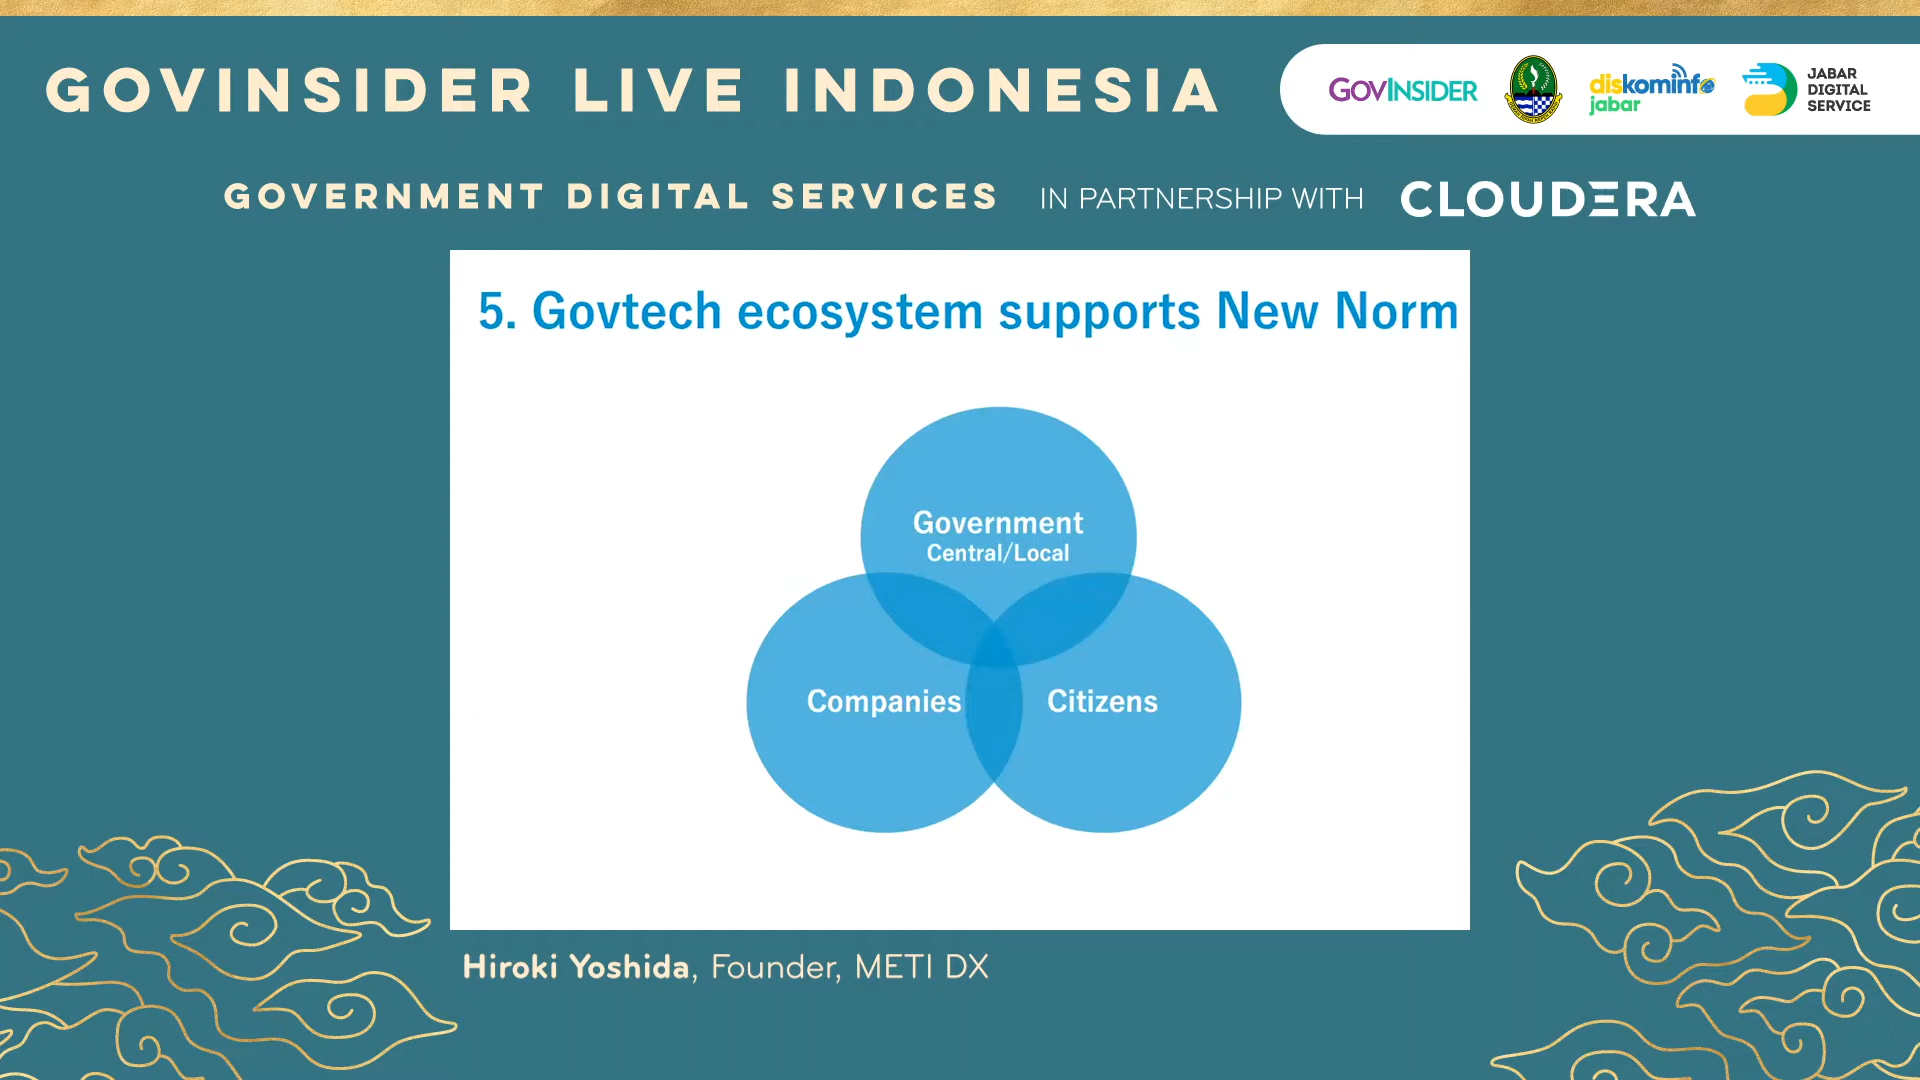 GOVINSIDER LIVE INDONESIA
GOVINSIDER
diskominfo
jabar
JABAR
DIGITAL
SERVICE
GOVERNMENT DIGITAL SERVICES IN PARTNERSHIP WITH CLOUDERA
5. Govtech ecosystem supports New Norm
Government
Central/Local
Companies
Citizens
Hiroki Yoshida, Founder, METI DX